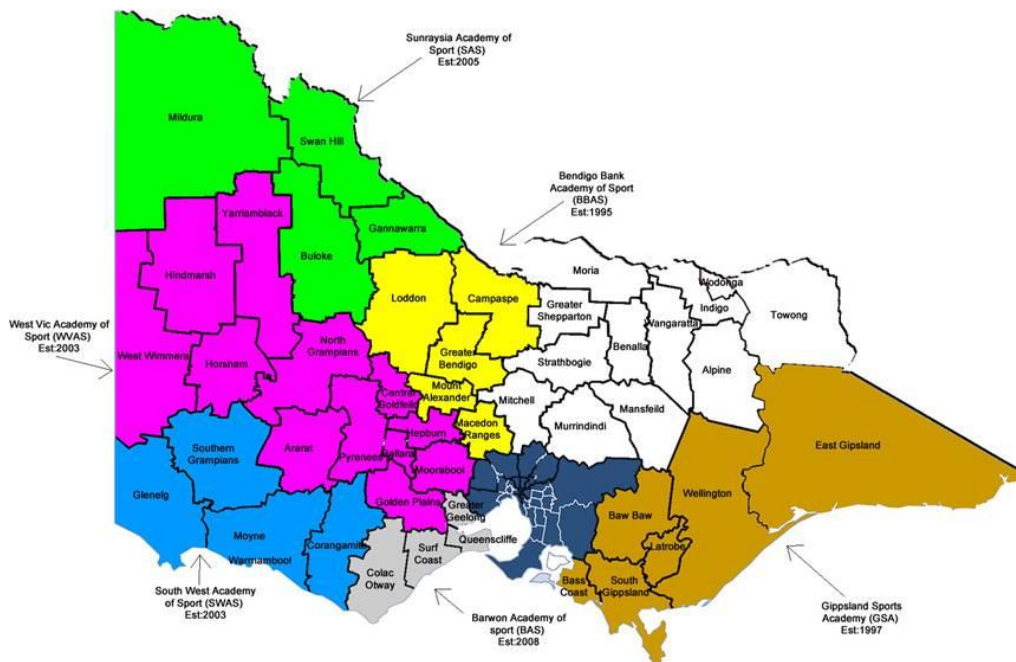 Sunraysia Academy of
Sport (SAS)
Est:2005
Mildura
Swan Hill
Bendigo Bank
Academy of Sport
(BBAS)
Est:1995
Yarriamblack
Gannawarra
Buloke
Hindmarsh
Moria
Wodonga
Loddon
Campaspe
Greater
Shepparton
Indigo
Towong
Wangaratta
West Vic Academy of
Sport (WVAS)
Est:2003
North
Grampians
Benalla
West Wimmera
Horsham
Greater
Bendigo
Strathbogie
Alpine
Mount
Alexander
Mitchell
Central
Goldfeild
Mansfeild
Macedon
Ranges
Murrindindi
Southern
Grampians
Ararat
Hepburn
Pyrenees
Ballara
Moorabool
East Gipsland
Glenelg
Golden Plains
Greater
Geelong
Wellington
Baw Baw
Moyne
Warrnambool
Corangamite
Queenscliffe
Surf
Coast
Latrobe
Colac
Otway
Bass
Coast
South
Gippsland
South West Academy
of Sport (SWAS)
Est:2003
Barwon Academy of
sport (BAS)
Est:2008
Gippsland Sports
Academy (GSA)
Est:1997